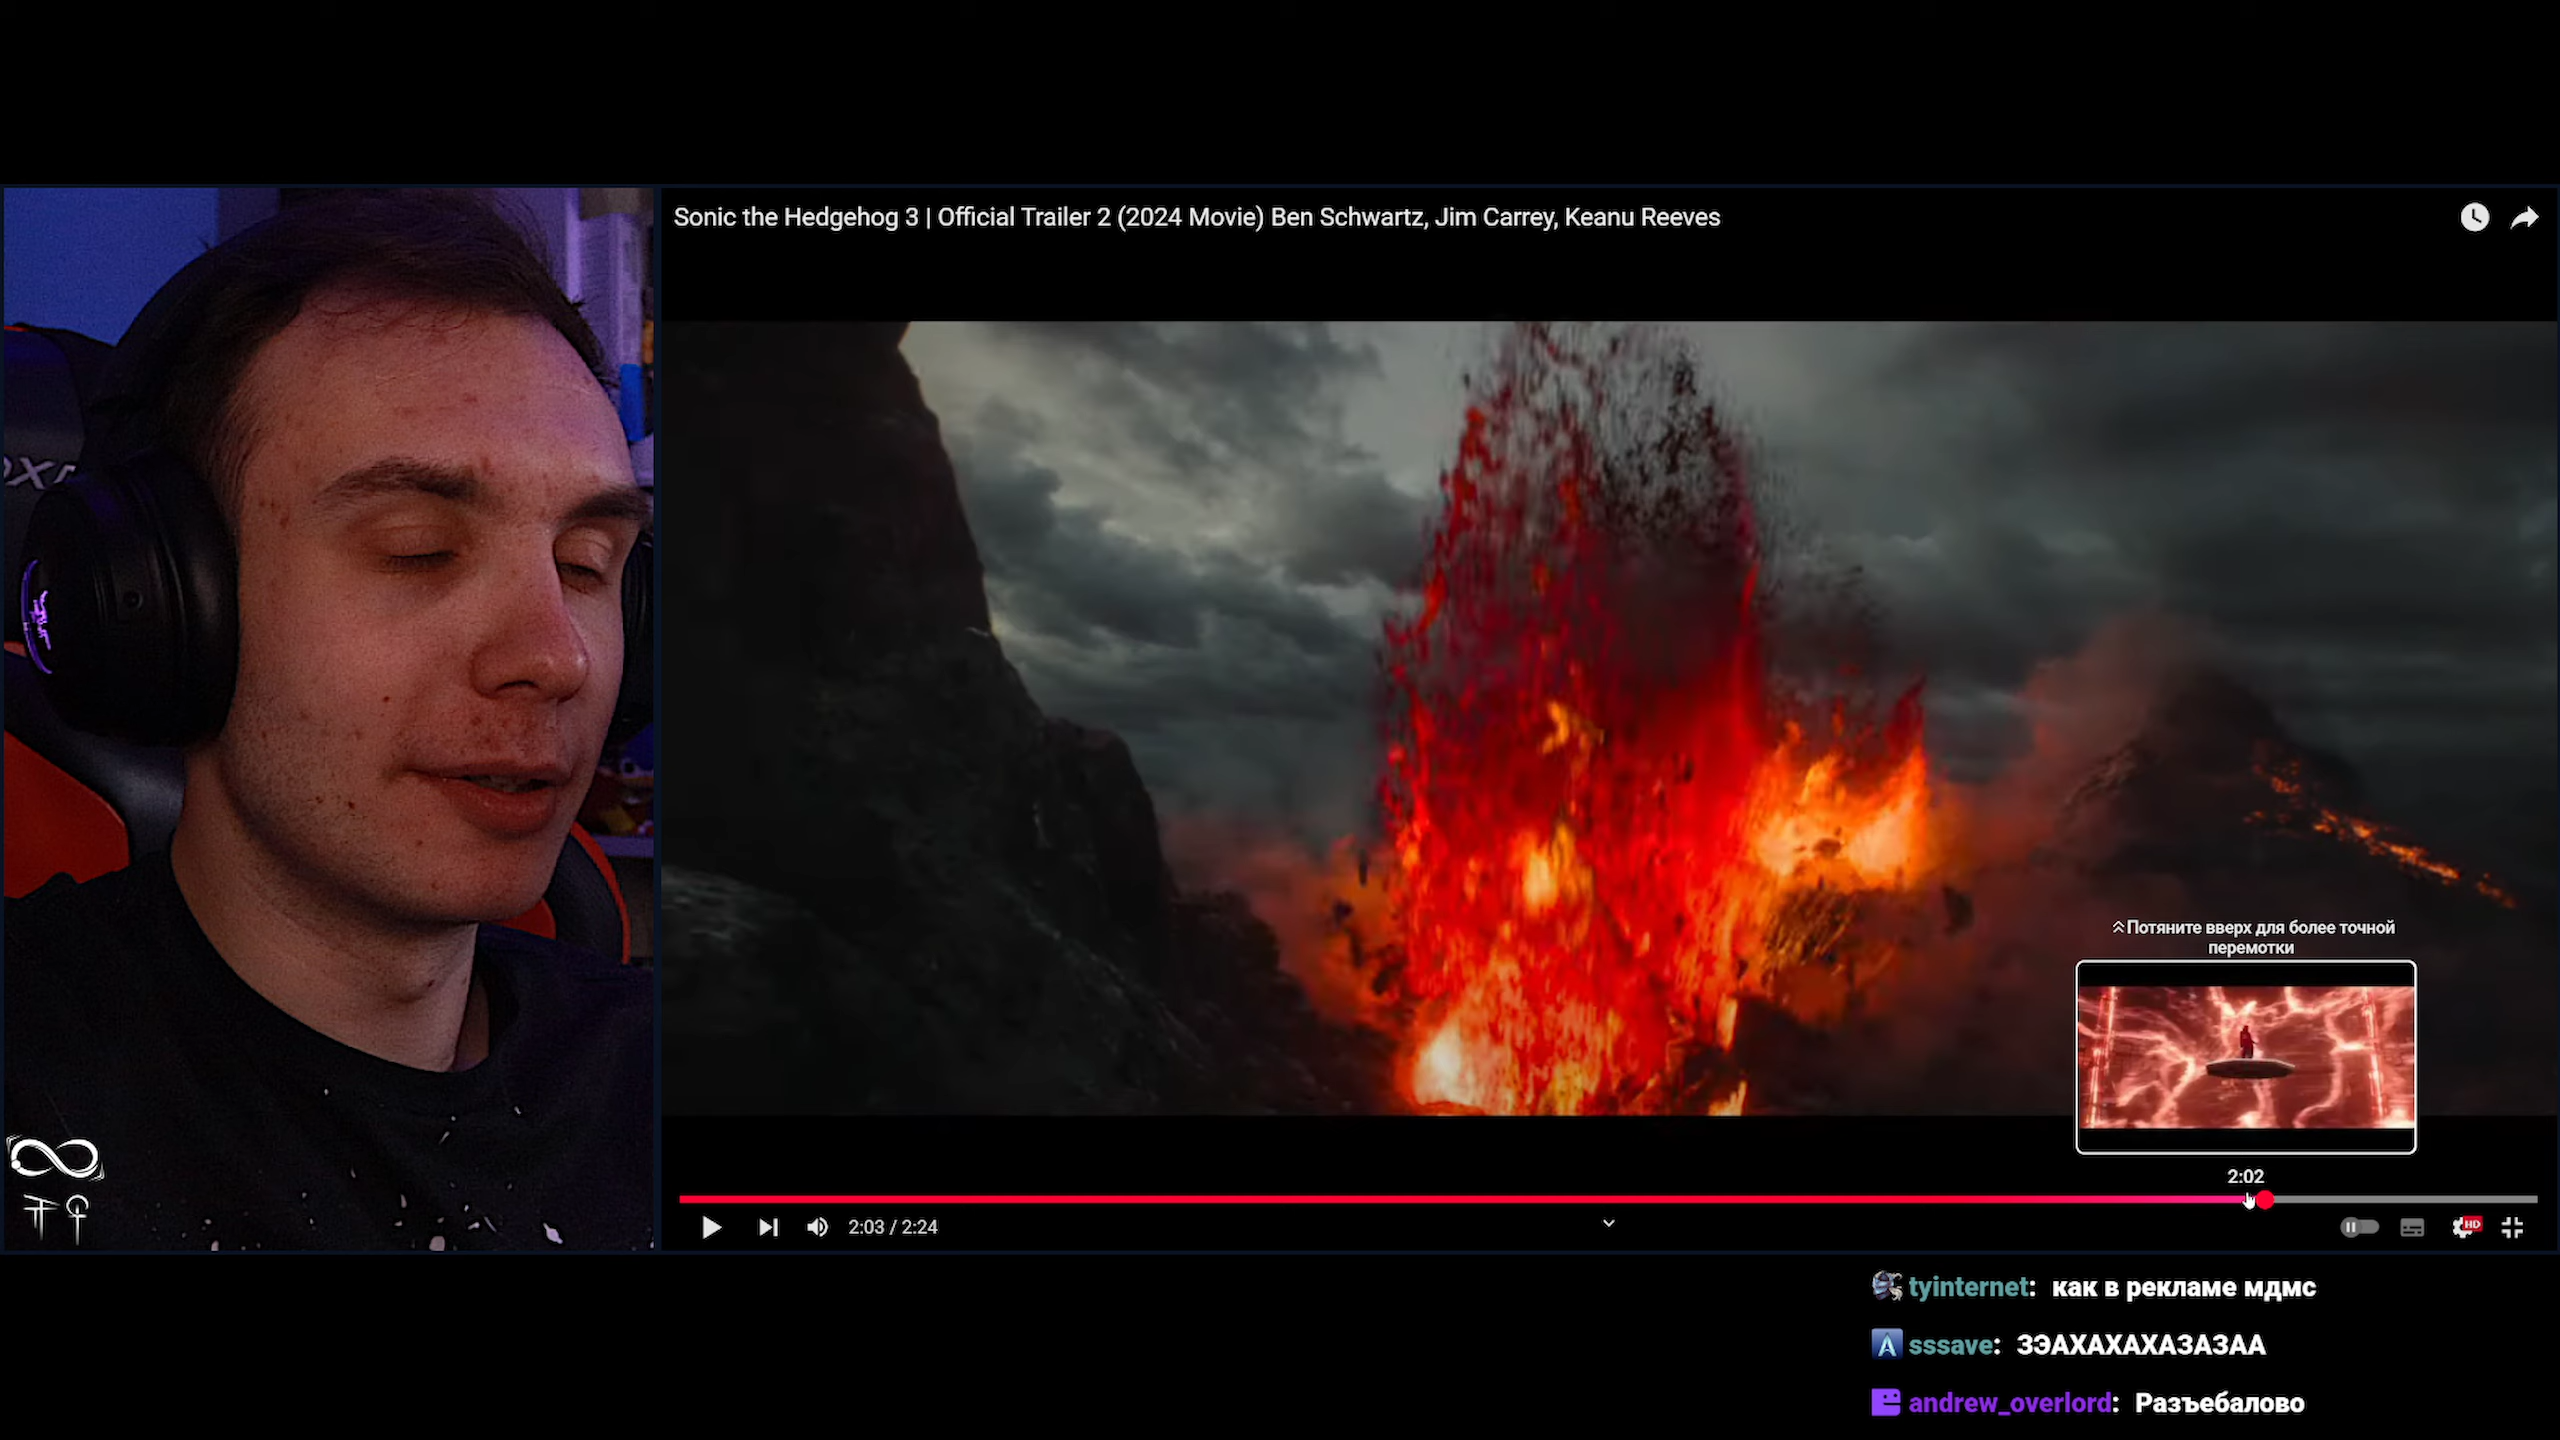 Sonic the Hedgehog 3 | Official Trailer 2 (2024 Movie) Ben Schwartz, Jim Carrey, Keanu Reeves
Потяните вверх для более точной
перемотки
2:02
2:03 / 2:24
HD
tyinternet: как в рекламе мдмс
sssave: ЗЭАХАХАХАЗАЗАА
andrew_overlord: Разъебалово